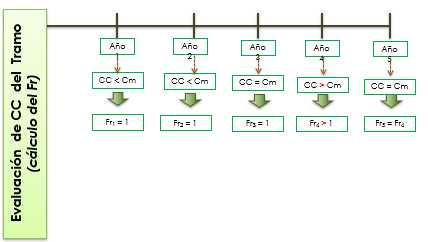 Evaluación de CC del Tramo
(cálculo del Fr)
Año 1
Año 2
Año 3
Año 4
Año 5
CC < Cm
CC < Cm
CC = Cm
CC > Cm
CC = Cm
Fr₁ = 1
Fr₂ = 1
Fr₃ = 1
Fr₄ > 1
Fr₅ = Fr₄